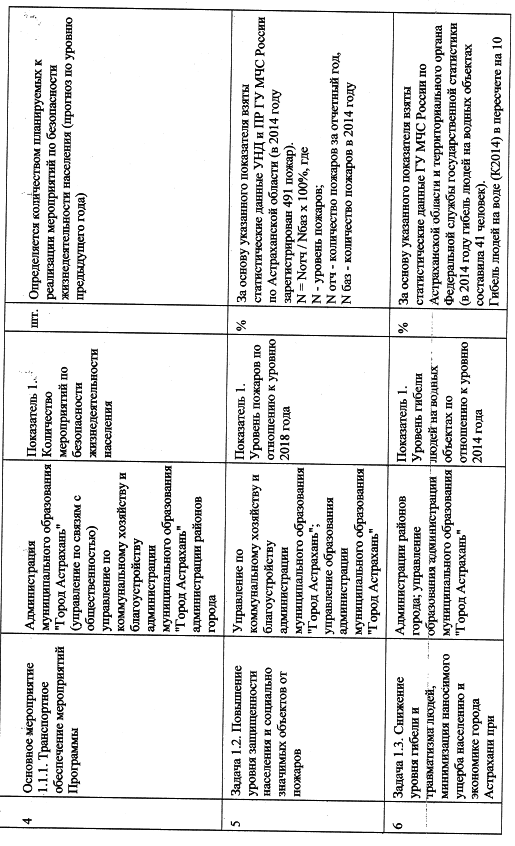 4
Основное мероприятие
1.1.1. Транспортное
обеспечение мероприятий
Программы
Администрация
муниципального образования
"Город Астрахань"
(управление по связям с
общественностью)
управление по
коммунальному хозяйству и
благоустройству
администрации
муниципального образования
"Город Астрахань"
администрации районов
города
Показатель 1.
Количество
мероприятий по
безопасности
жизнедеятельности
населения
шт.
Определяется количеством планируемых к
реализации мероприятий по безопасности
жизнедеятельности населения (прогноз по уровню
предыдущего года)
5
Задача 1.2. Повышение
уровня защищенности
населения и социально
значимых объектов от
пожаров
Управление по
коммунальному хозяйству и
благоустройству
администрации
муниципального образования
"Город Астрахань";
управление образования
администрации
муниципального образования
"Город Астрахань"
Показатель 1.
Уровень пожаров по
отношению к уровню
2018 года
%
За основу указанного показателя взяты
статистические данные УНД и ПР ГУ МЧС России
по Астраханской области (в 2014 году
зарегистрирован 491 пожар).
N = Nотч / Nбаз х 100%, где
N - уровень пожаров;
N отч - количество пожаров за отчетный год,
N баз - количество пожаров в 2014 году
6
Задача 1.3. Снижение
уровня гибели и
травматизма людей,
минимизация наносимого
ущерба населению и
экономике города
Астрахани при
Администрации районов
города; управление
образования администрации
муниципального образования
"Город Астрахань"
Показатель 1.
Уровень гибели
людей на водных
объектах по
отношению к уровню
2014 года
%
За основу указанного показателя взяты
статистические данные ГУ МЧС России по
Астраханской области и территориального органа
Федеральной службы государственной статистики
(в 2014 году гибель людей на водных объектах
составила 41 человек).
Гибель людей на воде (К2014) в пересчете на 10